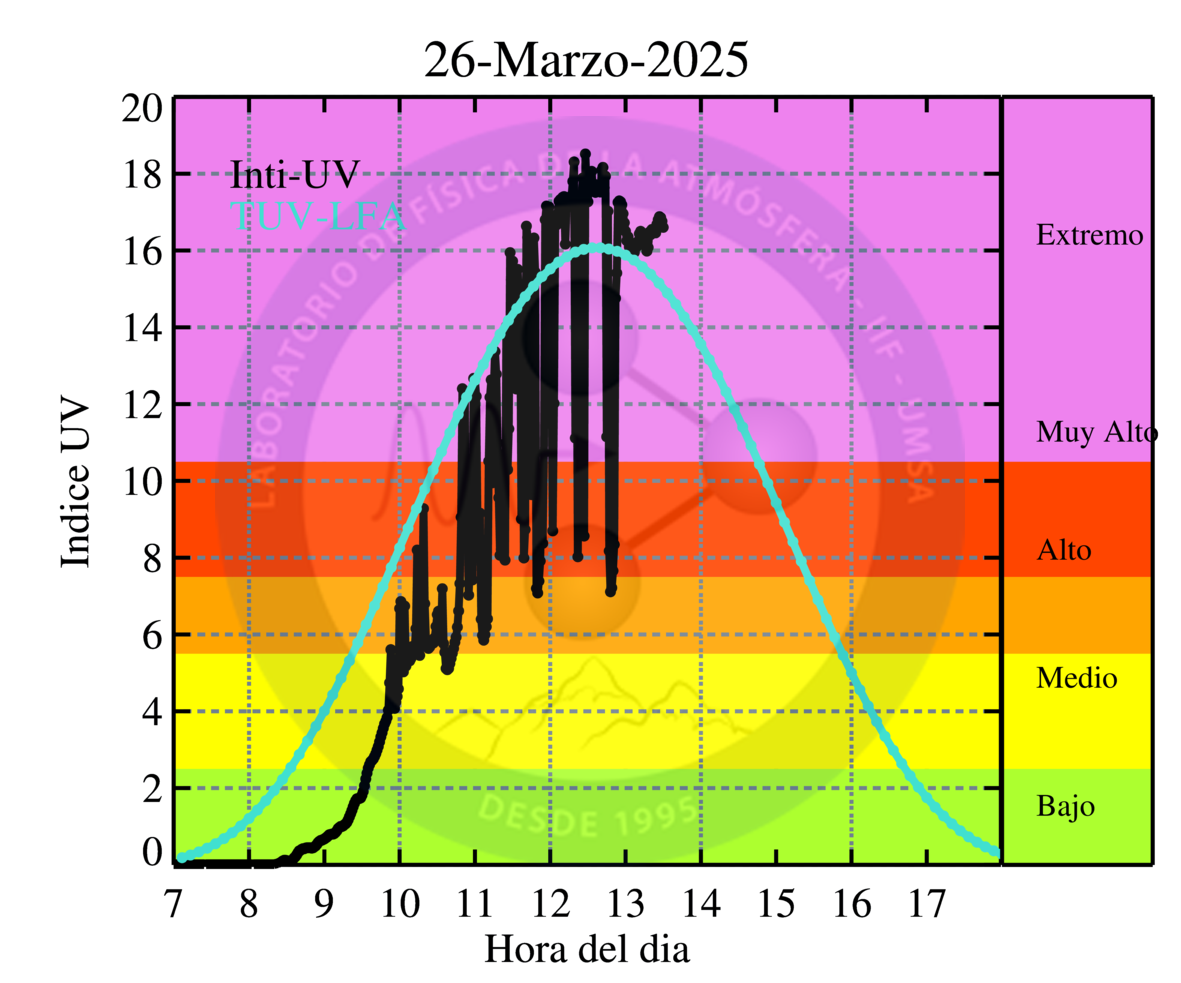 26-Marzo-2025
20
18
16
14
12
10
8
6
4
2
0
Indice UV
Inti-UV
TUV-LFA
LABORATORIO DE FÍSICA DE LA ATMÓSFERA - IIF - UMSA
DESDE 1995
Extremo
Muy Alto
Alto
Medio
Bajo
7 8 9 10 11 12 13 14 15 16 17
Hora del dia